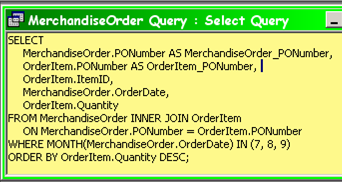 MerchandiseOrder Query : Select Query
SELECT
MerchandiseOrder.PONumber AS MerchandiseOrder_PONumber,
OrderItem.PONumber AS OrderItem_PONumber,
OrderItem.ItemID,
MerchandiseOrder.OrderDate,
OrderItem.Quantity
FROM MerchandiseOrder INNER JOIN OrderItem
ON MerchandiseOrder.PONumber = OrderItem.PONumber
WHERE MONTH(MerchandiseOrder.OrderDate) IN (7, 8, 9)
ORDER BY OrderItem.Quantity DESC;